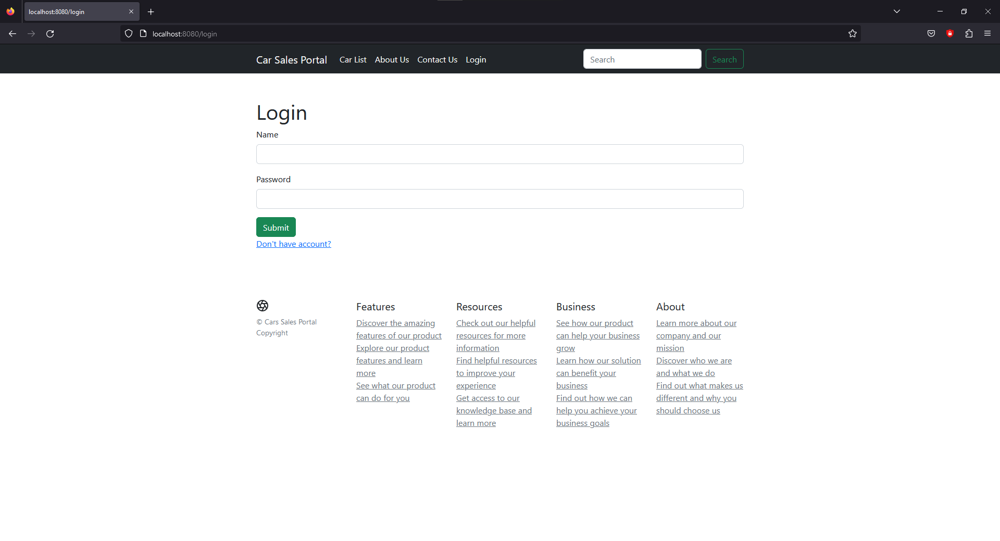 localhost:8080/login
localhost:8080/login
Car Sales Portal Car List About Us Contact Us Login Search Search
Login
Name
Password
Submit
Don't have account?
© Cars Sales Portal
Copyright
Features
Discover the amazing
features of our product
Explore our product
features and learn
more
See what our product
can do for you
Resources
Check out our helpful
resources for more
information
Find helpful resources
to improve your
experience
Get access to our
knowledge base and
learn more
Business
See how our product
can help your business
grow
Learn how our solution
can benefit your
business
Find out how we can
help you achieve your
business goals
About
Learn more about our
company and our
mission
Discover who we are
and what we do
Find out what makes us
different and why you
should choose us